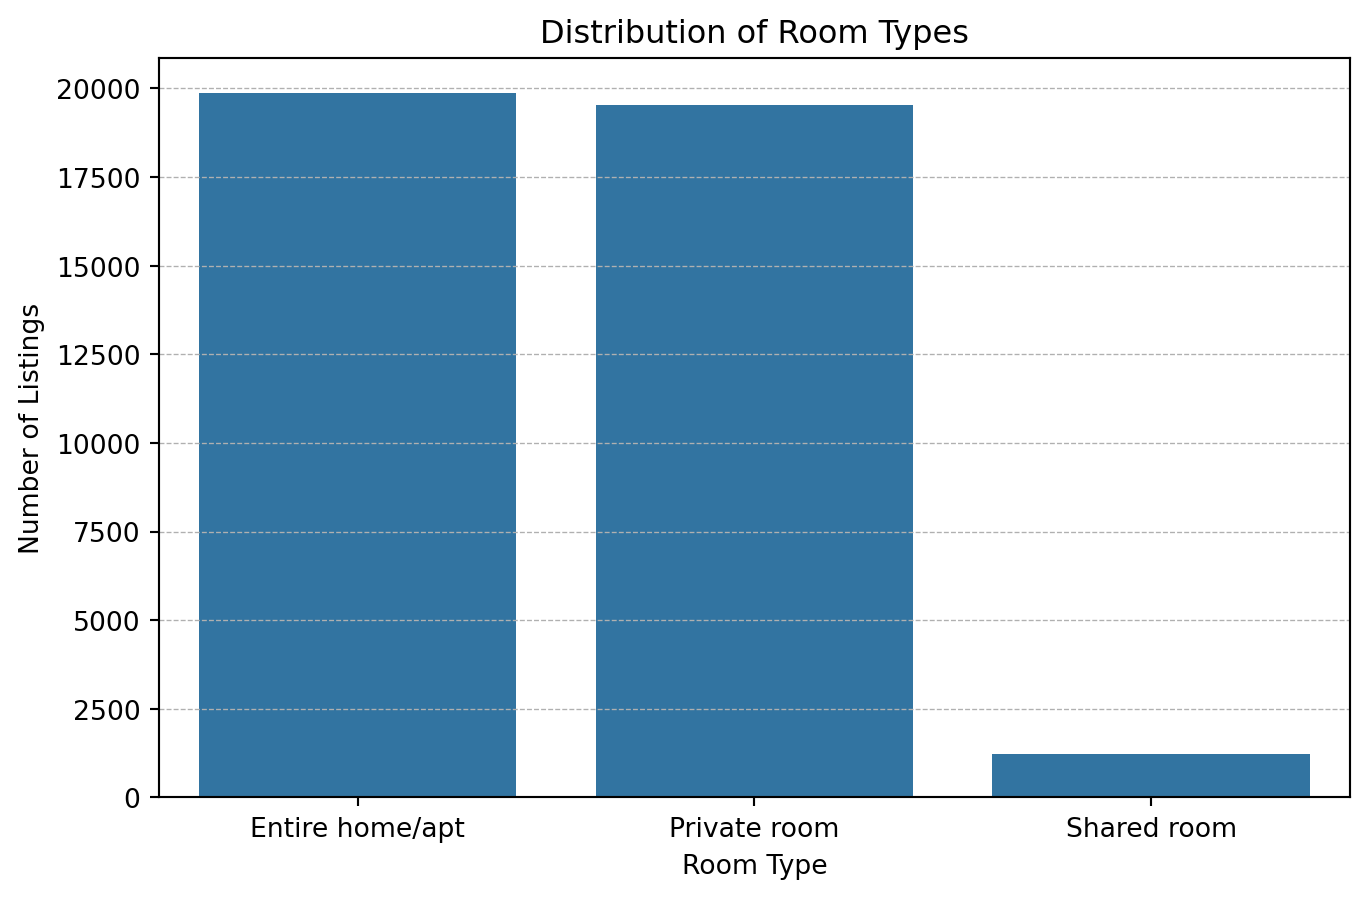 Distribution of Room Types
Number of Listings
20000
17500
15000
12500
10000
7500
5000
2500
0
Entire home/apt
Private room
Shared room
Room Type